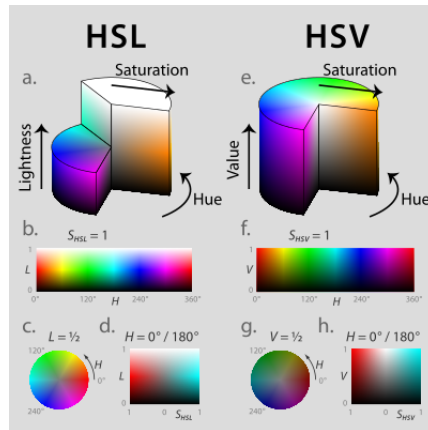 HSL
HSV
a.
Saturation
Lightness
Hue
e.
Saturation
Value
Hue
b.
S_HSL = 1
1
L
0
0°
120°
H
240°
360°
f.
S_HSV = 1
1
V
0
0°
120°
H
240°
360°
c.
L = ½
120°
H
0°
240°
d.
H = 0° / 180°
1
L
0
1
0
S_HSL
1
g.
V = ½
120°
H
0°
240°
h.
H = 0° / 180°
1
V
0
1
0
S_HSV
1